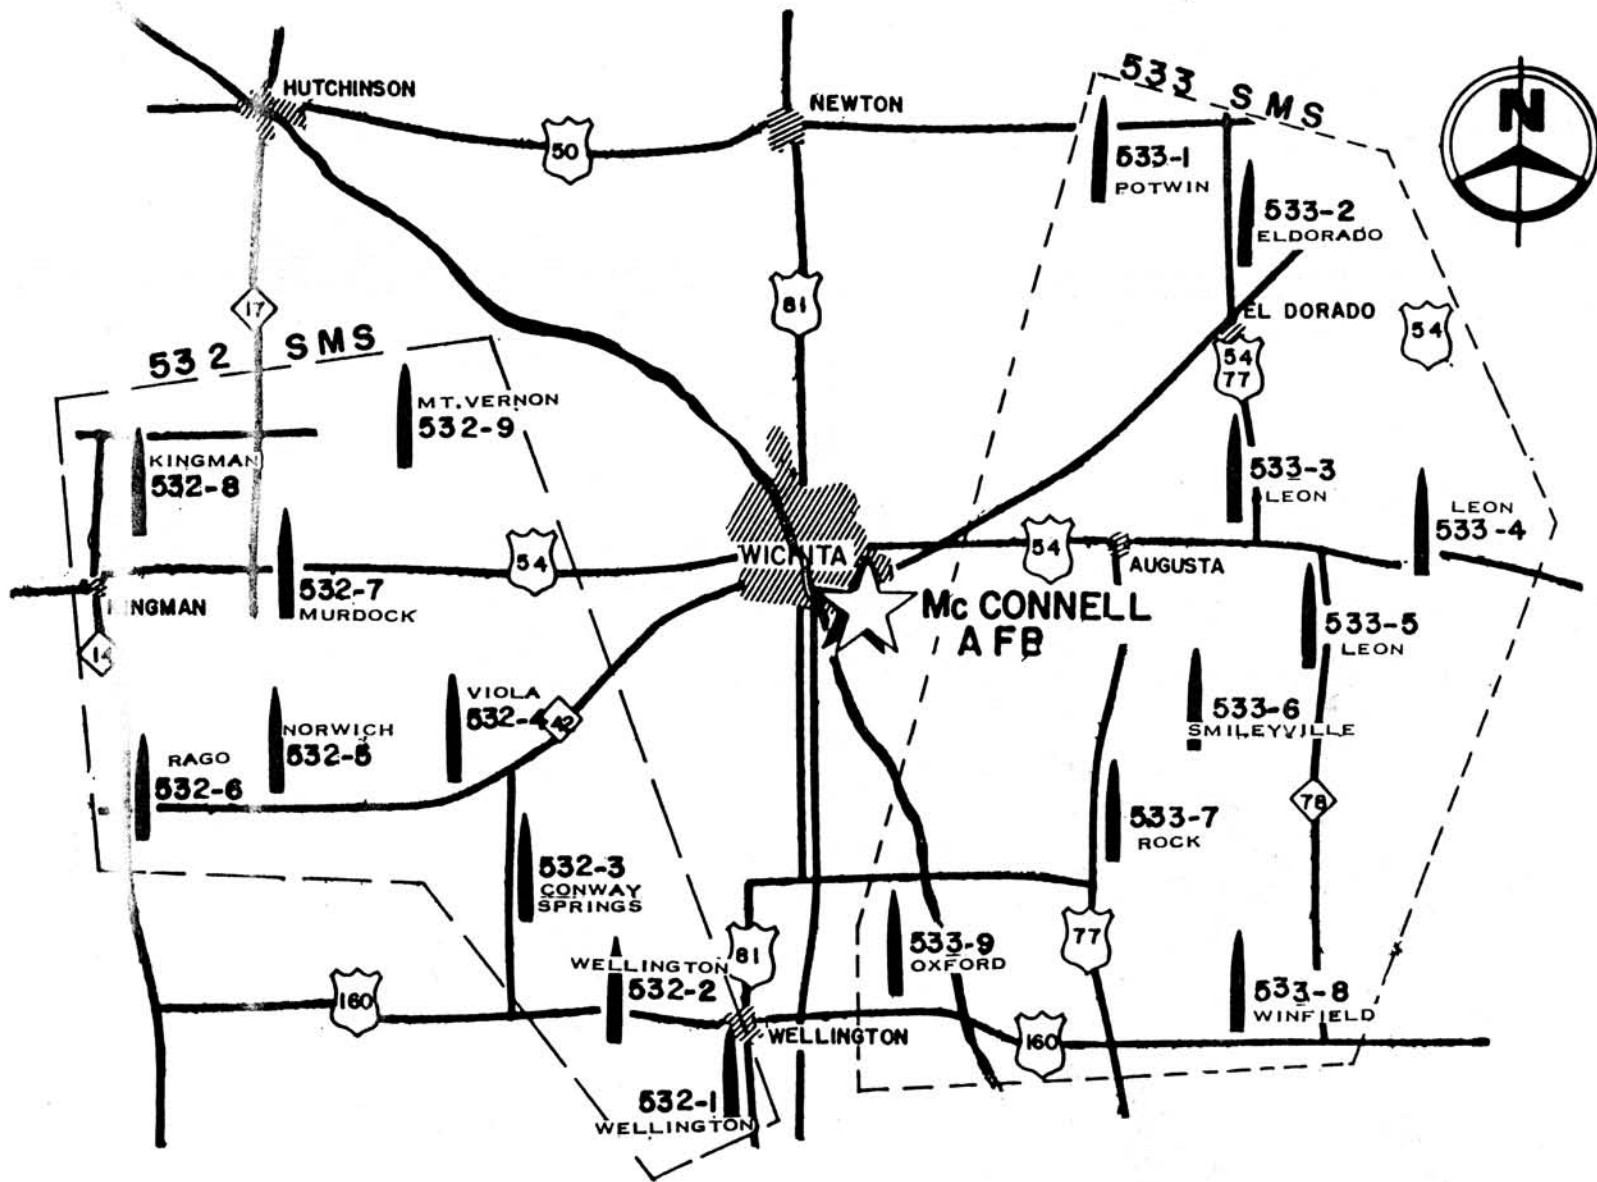 HUTCHINSON
NEWTON
533 SMS
N
50
533-1
POTWIN
533-2
ELDORADO
17
81
EL DORADO
54
54
77
532 SMS
MT. VERNON
532-9
KINGMAN
532-8
533-3
LEON
LEON
533-4
54
WICHITA
54
AUGUSTA
532-7
MURDOCK
KINGMAN
Mc CONNELL
AFB
533-5
LEON
14
VIOLA
532-4
42
NORWICH
532-5
533-6
SMILEYVILLE
RAGO
532-6
78
533-7
ROCK
532-3
CONWAY
SPRINGS
77
533-9
OXFORD
81
WELLINGTON
532-2
160
533-8
WINFIELD
WELLINGTON
160
532-1
WELLINGTON